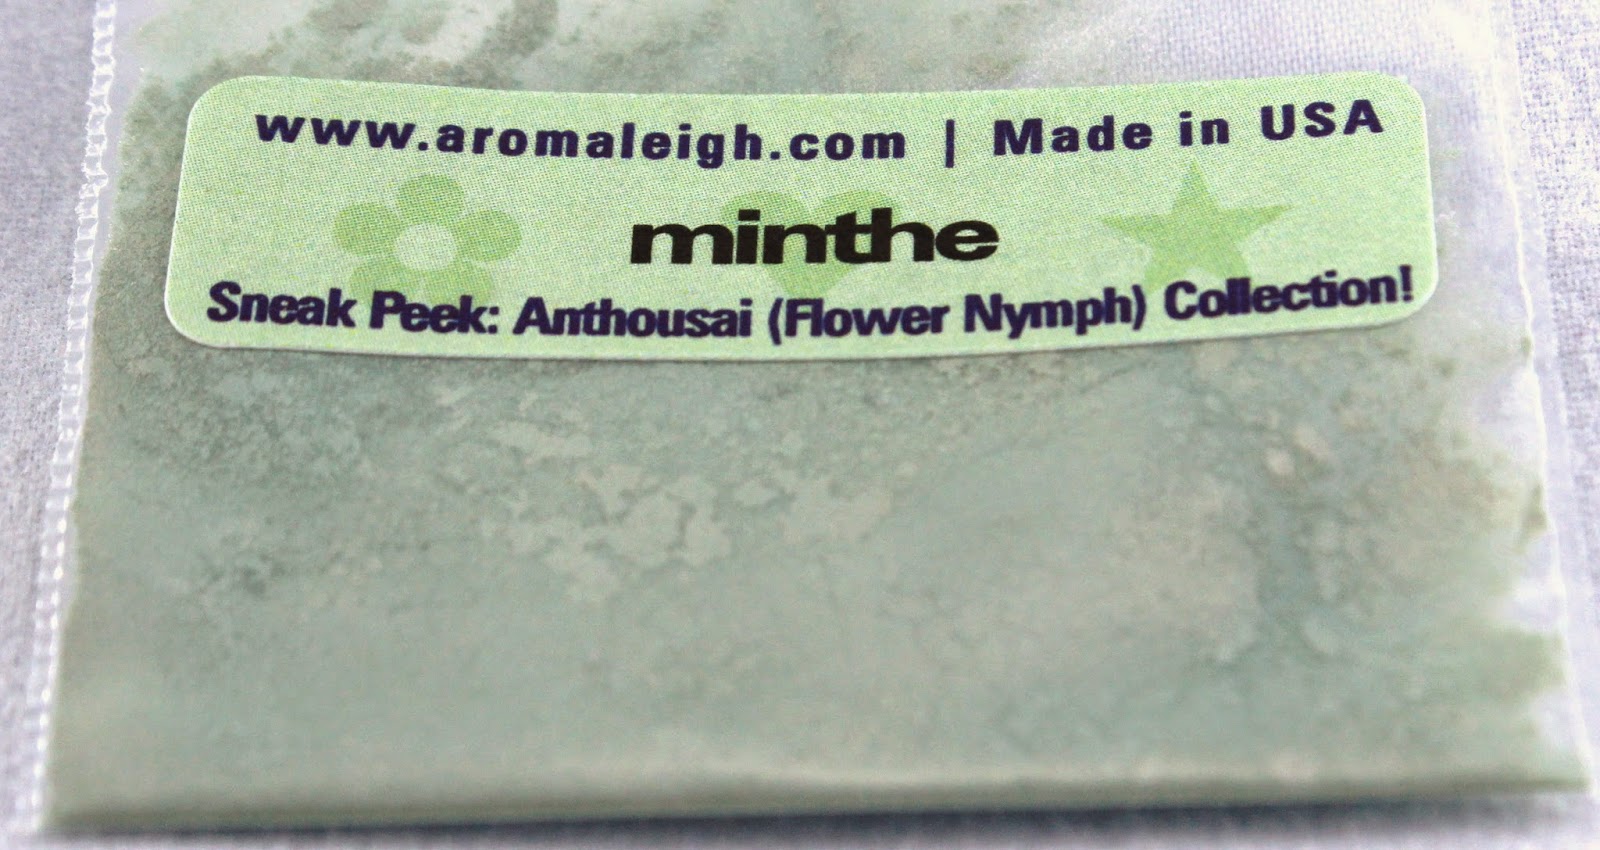 www.aromaleigh.com | Made in USA
minthe
Sneak Peek: Anthousai (Flower Nymph) Collection!